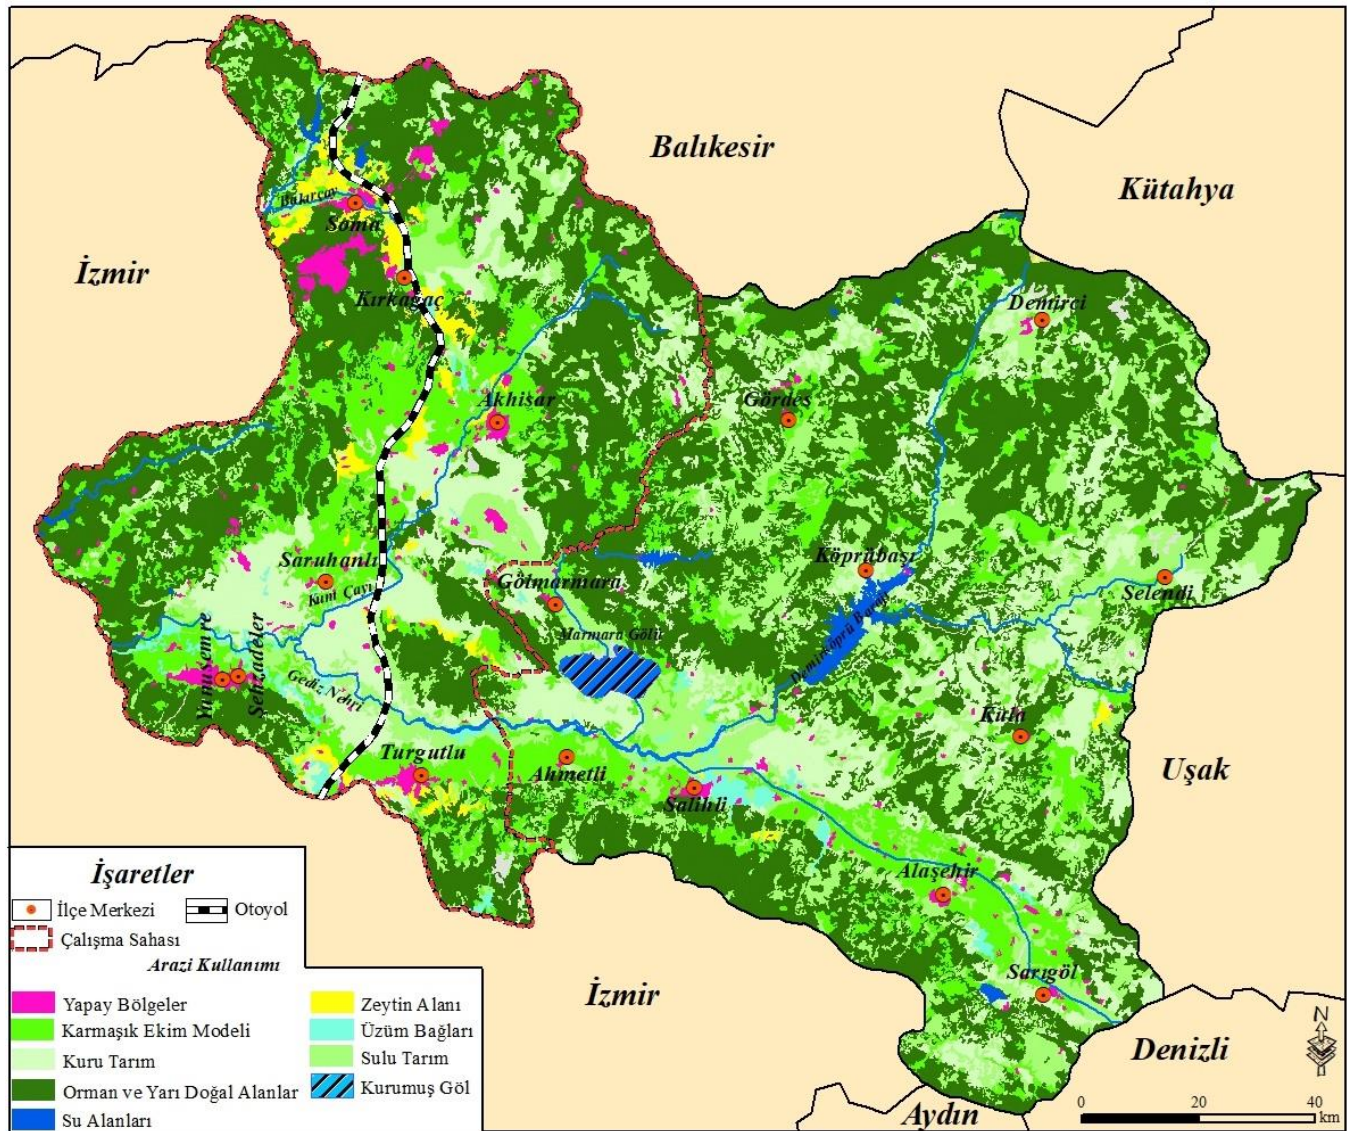 Balıkesir
Kütahya
İzmir
Bakırçay
Soma
Kırkağaç
Demirci
Akhisar
Gördes
Saruhanlı
Köprübaşı
Gölmarmara
Kum Çayı
Selendi
Marmara Gölü
Demirköprü Barajı
Yunusemre
Şehzadeler
Gediz Nehri
Kula
Turgutlu
Ahmetli
Salihli
Uşak
Alaşehir
Sarıgöl
İzmir
Denizli
Aydın
N
0 20 40
km
İşaretler
İlçe Merkezi Otoyol
Çalışma Sahası
Arazi Kullanımı
Yapay Bölgeler Zeytin Alanı
Karmaşık Ekim Modeli Üzüm Bağları
Kuru Tarım Sulu Tarım
Orman ve Yarı Doğal Alanlar Kurumuş Göl
Su Alanları